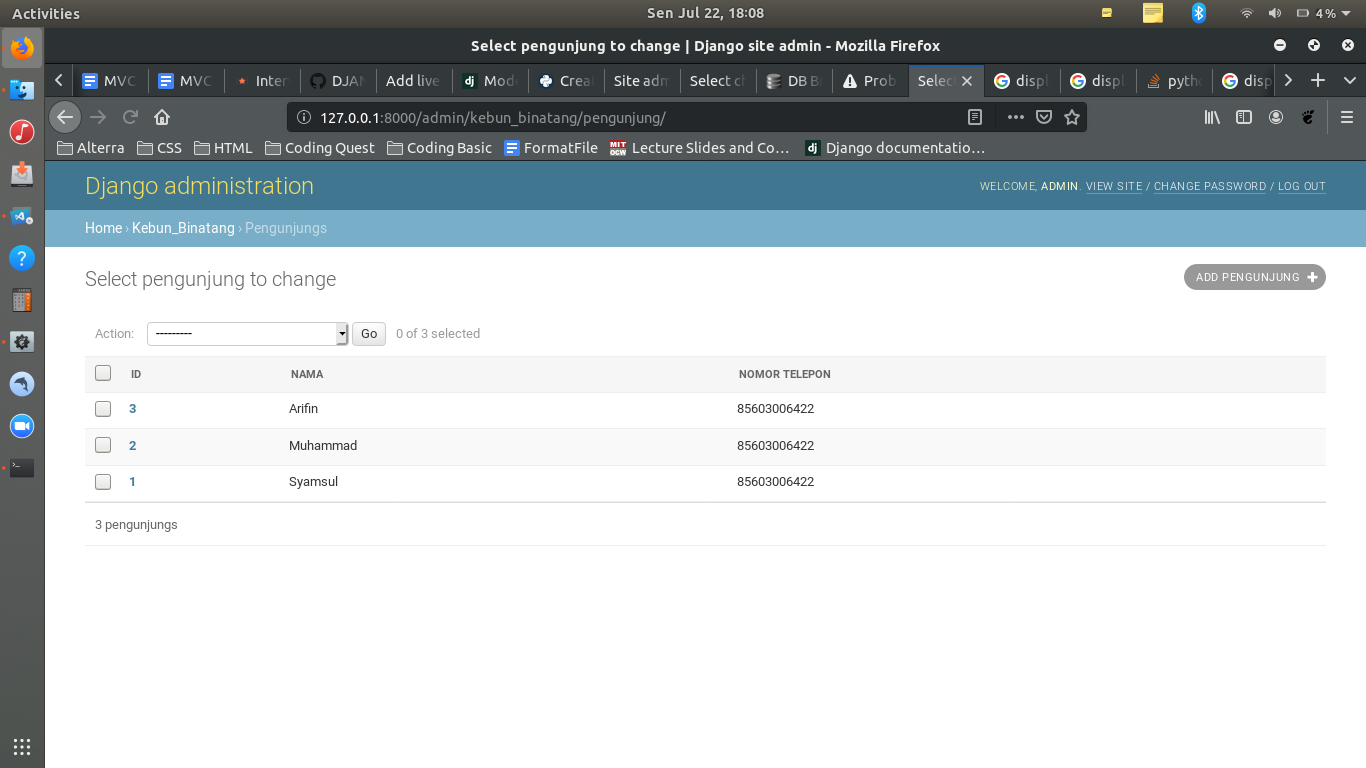 Activities Sen Jul 22, 18:08 4%
Select pengunjung to change | Django site admin - Mozilla Firefox
MVC MVC Inter DJAN Add live Mode Crea Site adm Select ch DB B Prob Select displ displ pytho disp
127.0.0.1:8000/admin/kebun_binatang/pengunjung/
Alterra CSS HTML Coding Quest Coding Basic FormatFile MIT OCW Lecture Slides and Co… dj Django documentatio…
Django administration WELCOME, ADMIN. VIEW SITE / CHANGE PASSWORD / LOG OUT
Home › Kebun_Binatang › Pengunjungs
Select pengunjung to change ADD PENGUNJUNG +
Action: --------- Go 0 of 3 selected
ID NAMA NOMOR TELEPON
3 Arifin 85603006422
2 Muhammad 85603006422
1 Syamsul 85603006422
3 pengunjungs